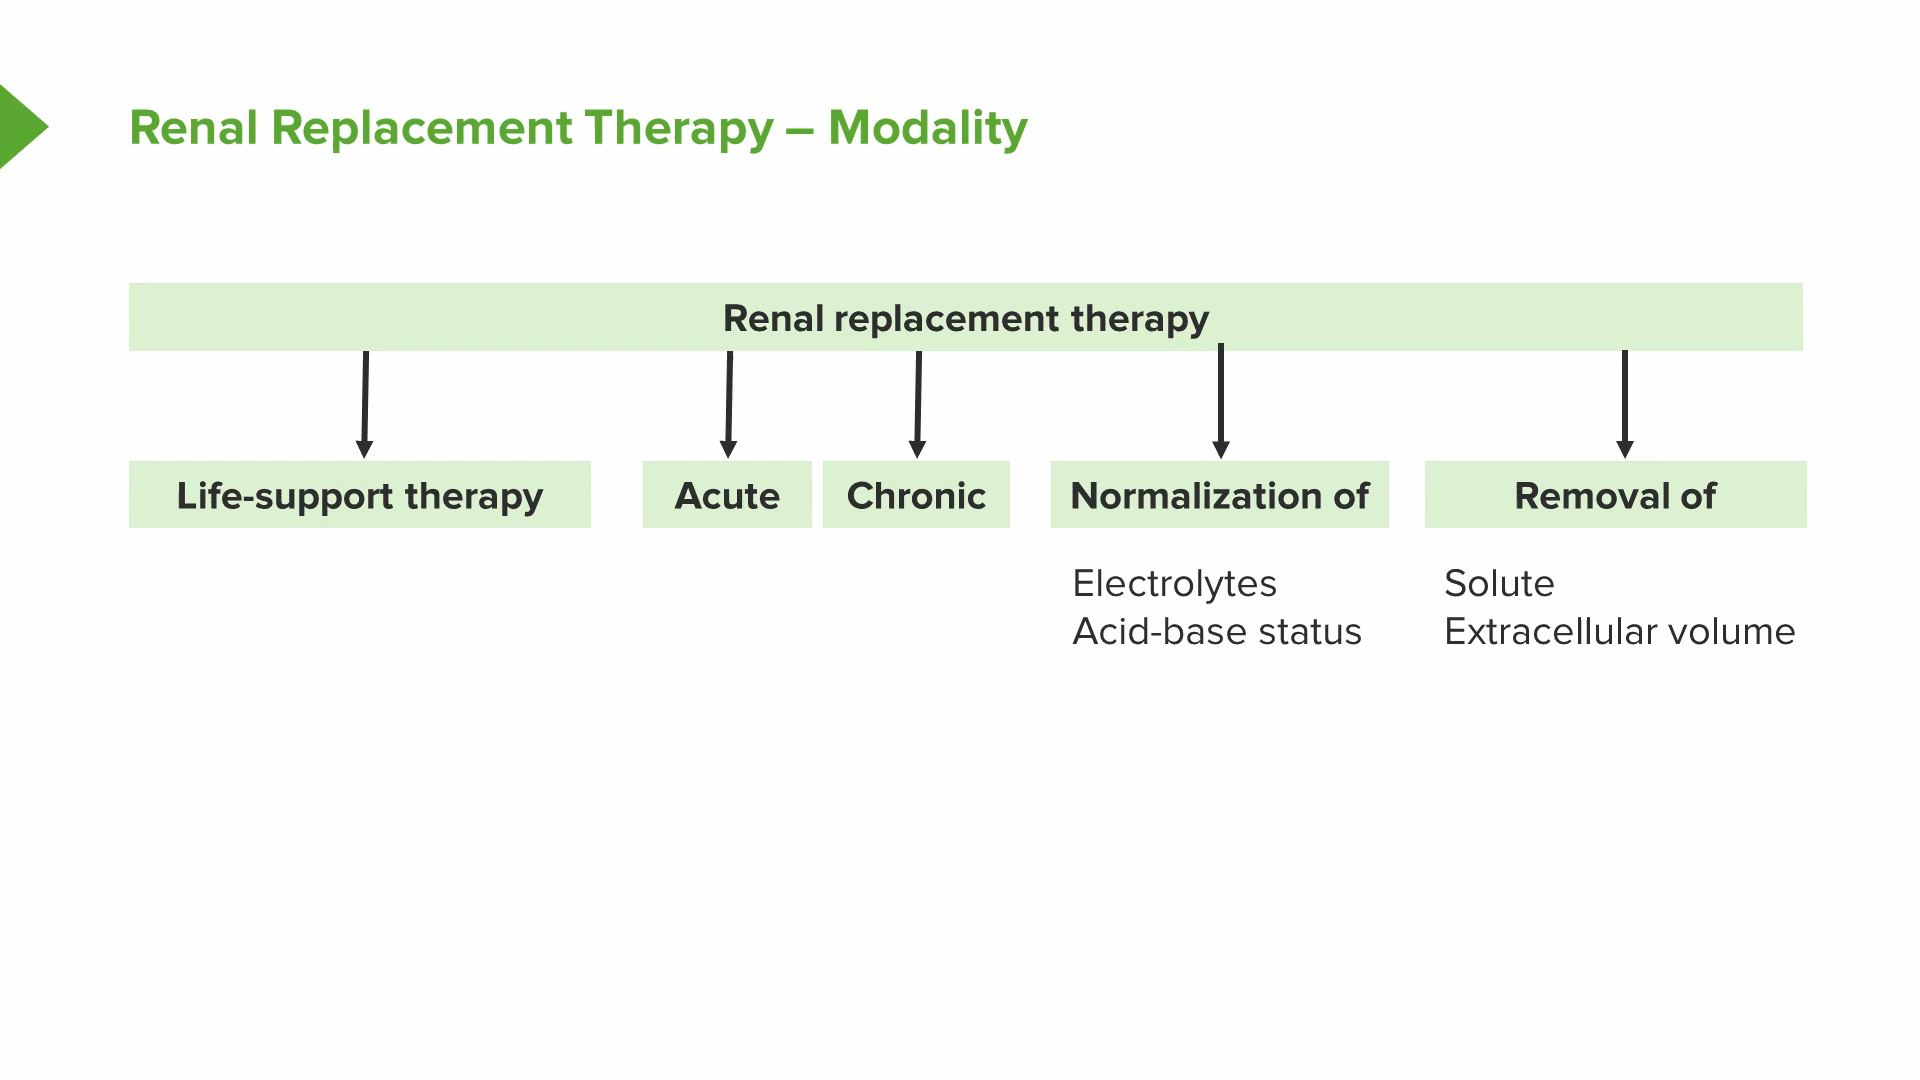 Renal Replacement Therapy – Modality
Renal replacement therapy
Life-support therapy
Acute
Chronic
Normalization of
Electrolytes
Acid-base status
Removal of
Solute
Extracellular volume